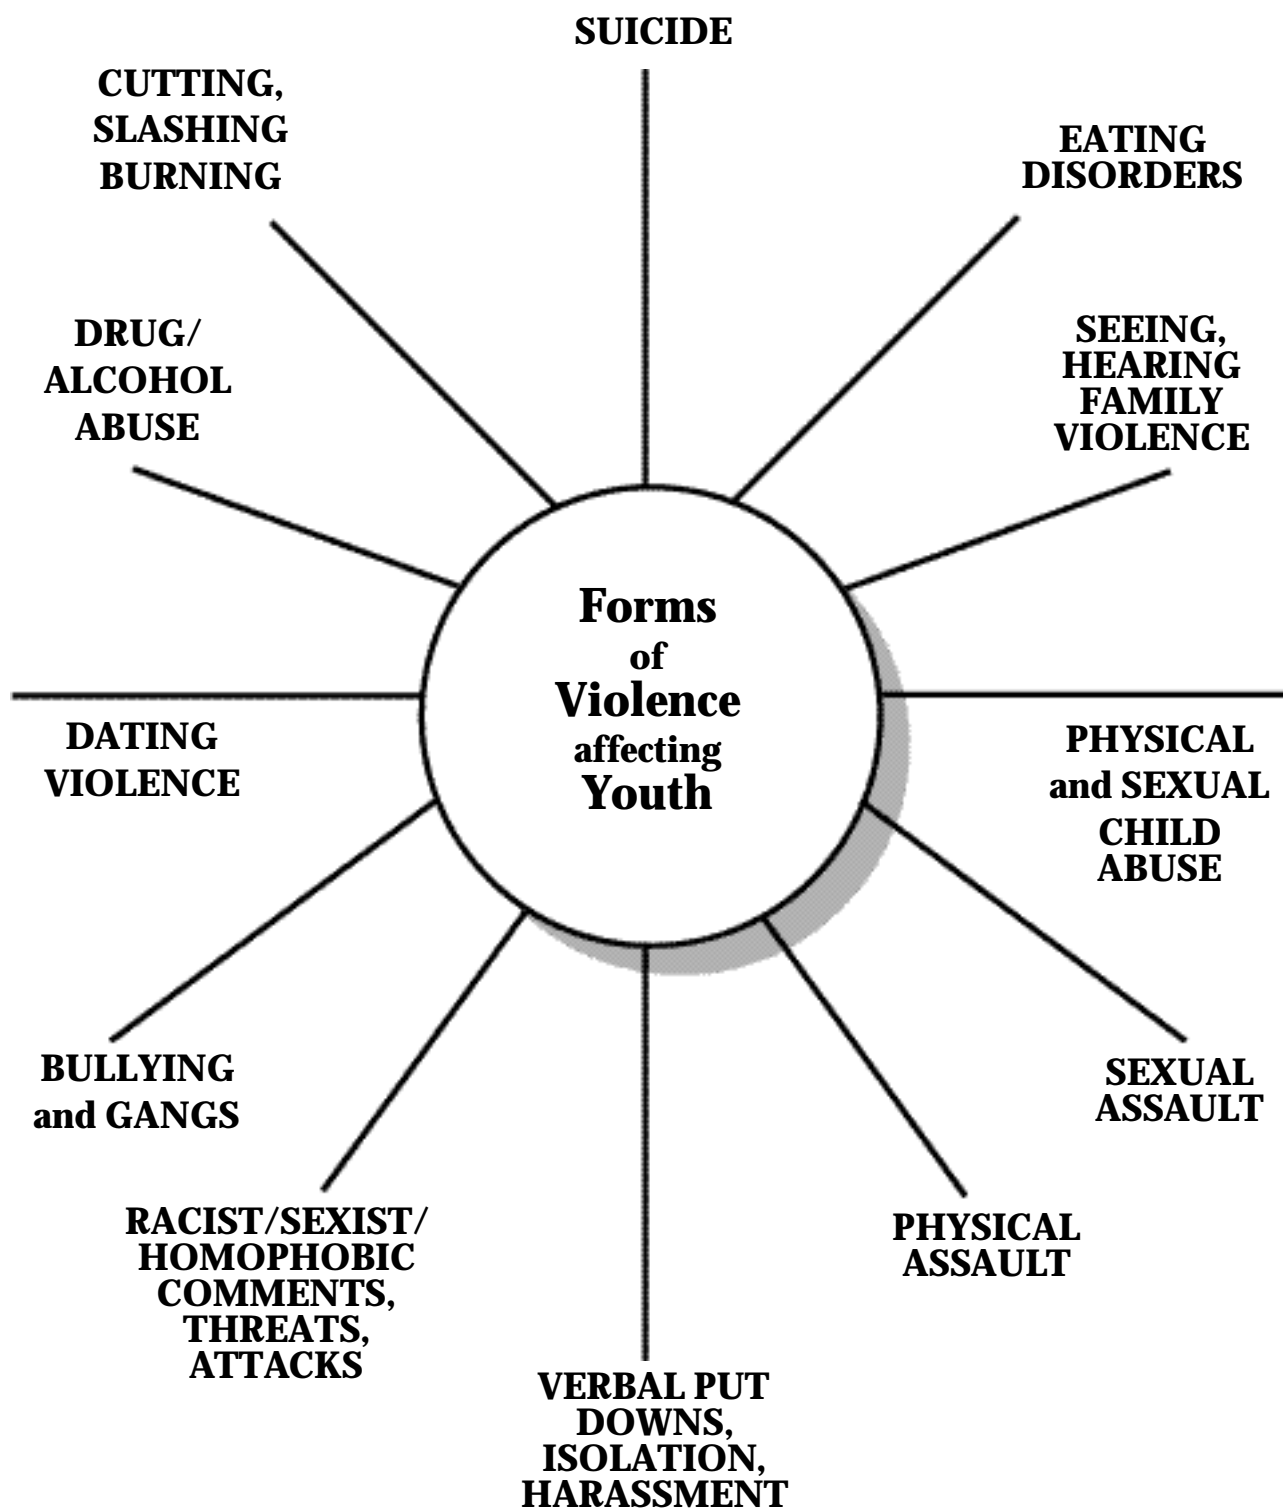 SUICIDE
CUTTING,
SLASHING
BURNING
EATING
DISORDERS
DRUG/
ALCOHOL
ABUSE
SEEING,
HEARING
FAMILY
VIOLENCE
Forms
of
Violence
affecting
Youth
DATING
VIOLENCE
PHYSICAL
and SEXUAL
CHILD
ABUSE
BULLYING
and GANGS
SEXUAL
ASSAULT
RACIST/SEXIST/
HOMOPHOBIC
COMMENTS,
THREATS,
ATTACKS
PHYSICAL
ASSAULT
VERBAL PUT
DOWNS,
ISOLATION,
HARASSMENT